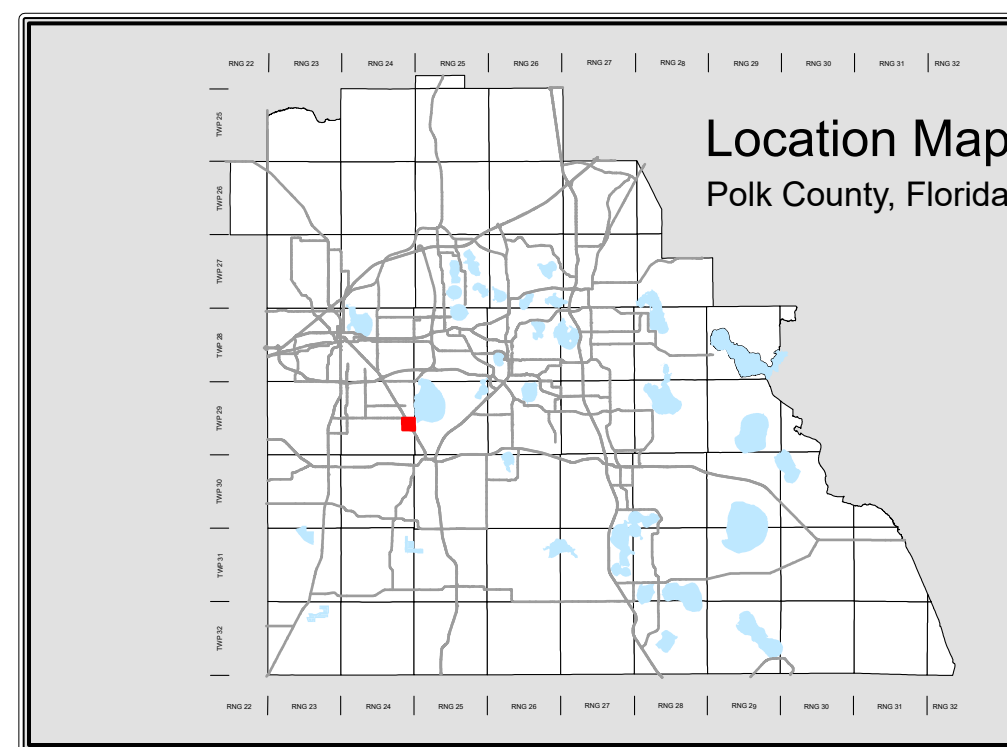 RNG 22 RNG 23 RNG 24 RNG 25 RNG 26 RNG 27 RNG 28 RNG 29 RNG 30 RNG 31 RNG 32
Location Map
Polk County, Florida
TWP 25
TWP 26
TWP 27
TWP 28
TWP 29
TWP 30
TWP 31
TWP 32
RNG 22 RNG 23 RNG 24 RNG 25 RNG 26 RNG 27 RNG 28 RNG 29 RNG 30 RNG 31 RNG 32